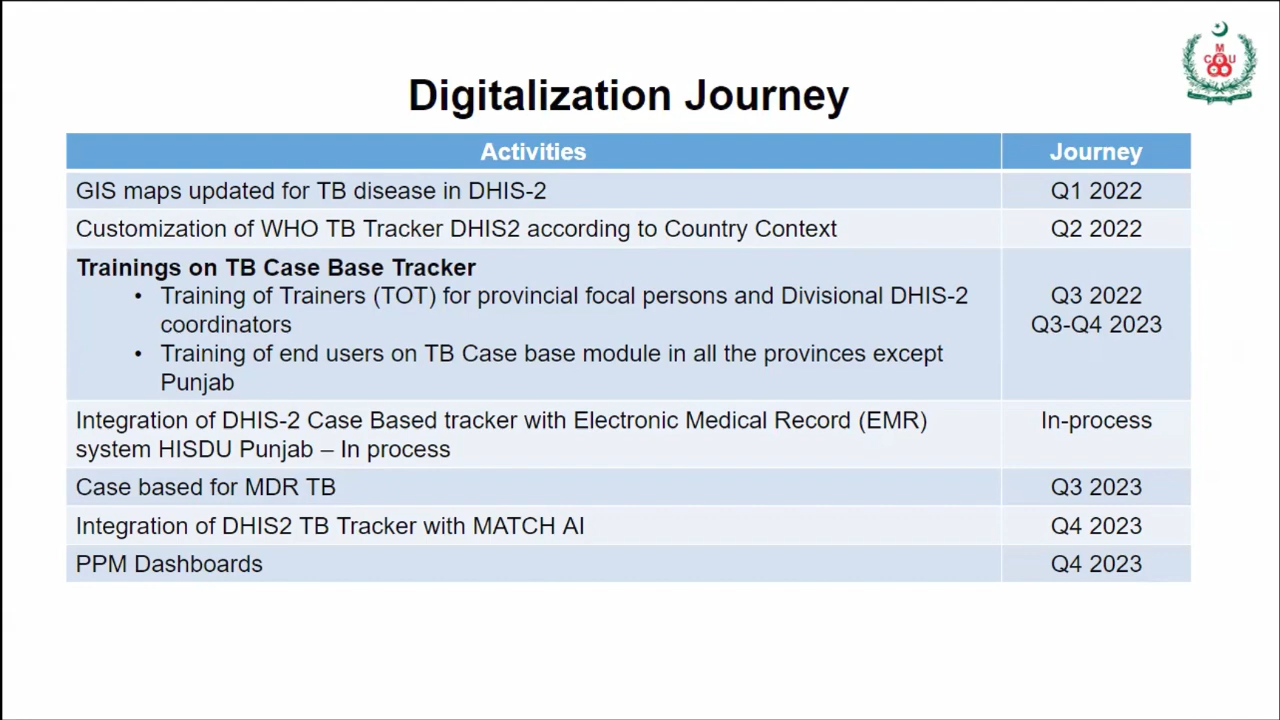 M
C U
Digitalization Journey
Activities Journey
GIS maps updated for TB disease in DHIS-2 Q1 2022
Customization of WHO TB Tracker DHIS2 according to Country Context Q2 2022
Trainings on TB Case Base Tracker
• Training of Trainers (TOT) for provincial focal persons and Divisional DHIS-2 Q3 2022
coordinators Q3-Q4 2023
• Training of end users on TB Case base module in all the provinces except
Punjab
Integration of DHIS-2 Case Based tracker with Electronic Medical Record (EMR) In-process
system HISDU Punjab – In process
Case based for MDR TB Q3 2023
Integration of DHIS2 TB Tracker with MATCH AI Q4 2023
PPM Dashboards Q4 2023